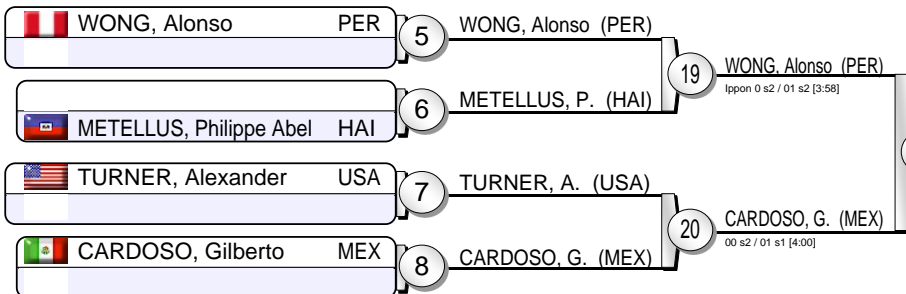 WONG, Alonso PER
5
WONG, Alonso (PER)
19
WONG, Alonso (PER)
Ippon 0 s2 / 01 s2 [3:58]
METELLUS, Philippe Abel HAI
6
METELLUS, P. (HAI)
TURNER, Alexander USA
7
TURNER, A. (USA)
20
CARDOSO, G. (MEX)
00 s2 / 01 s1 [4:00]
CARDOSO, Gilberto MEX
8
CARDOSO, G. (MEX)